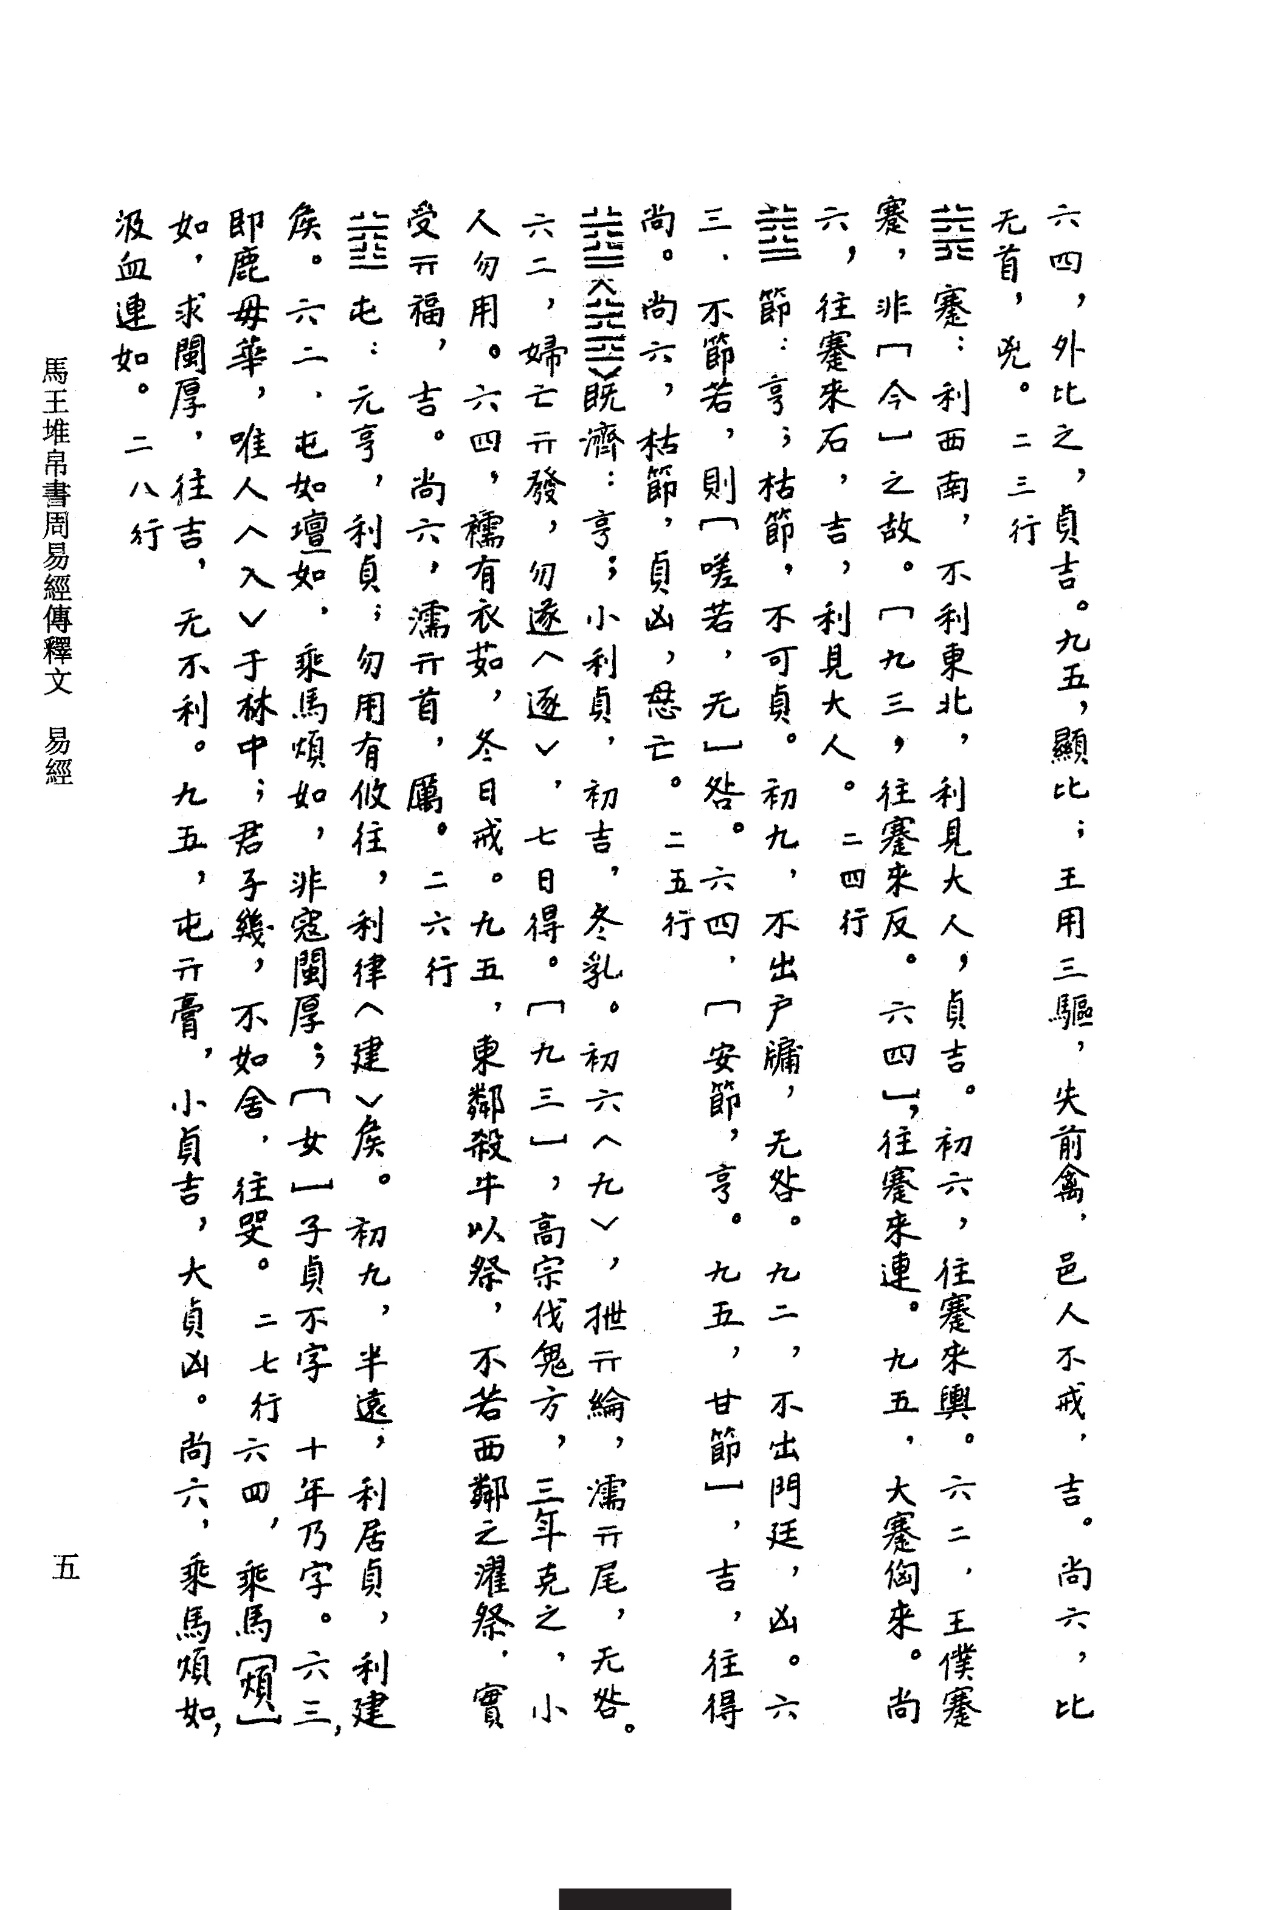 六四，外比之，貞吉。九五，顯比；王用三驅，失前禽，邑人不戒，吉。尚六，比
无首，兇。二三行
蹇：利西南，不利東北，利見大人，貞吉。初六，往蹇來輿。六二，王僕蹇
蹇，非［今］之故。［九三，往蹇來反。六四］，往蹇來連。九五，大蹇㑋來。尚
六，往蹇來石，吉，利見大人。二四行
節：亨；枯節，不可貞。初九，不出户牖，无咎。九二，不出門廷，凶。六
三，不節若，則［嗟若，无］咎。六四，［安節，亨。九五，甘節］，吉，往得
尚。尚六，枯節，貞凶，悬亡。二五行
〈〉既濟：亨；小利貞，初吉，冬乳。初六〈九〉，抴亓綸，濡亓尾，无咎。
六二，婦亡亓發，勿遂〈逐〉，七日得。［九三］，高宗伐鬼方，三年克之，小
人勿用。六四，襦有衣茹，冬日戒。九五，東鄰殺牛以祭，不若西鄰之濯祭，實
受亓福，吉。尚六，濡亓首，厲。二六行
屯：元亨，利貞；勿用有攸往，利律〈建〉侯。初九，半遠，利居貞，利建
侯。六二，屯如壇如，乘馬煩如，非寇閩厚；［女］子貞不字 十年乃字。六三，
即鹿毋華，唯人〈入〉于林中；君子幾，不如舍，往哭。二七行六四，乘馬［煩］
如，求閩厚，往吉，无不利。九五，屯亓膏，小貞吉，大貞凶。尚六，乘馬煩如，
汲血連如。二八行
馬王堆帛書周易經傳釋文 易經
五